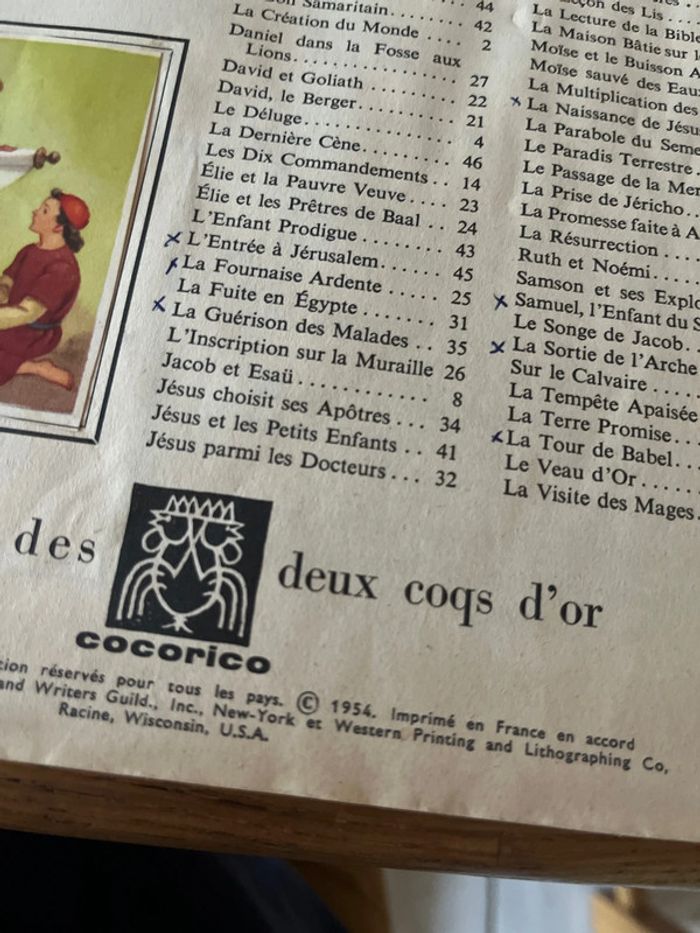 Samaritain........ 44
La Création du Monde .... 42
Daniel dans la Fosse aux 2
Lions................ 27
David et Goliath ......... 22
David, le Berger.......... 21
Le Déluge............... 4
La Dernière Cène......... 46
Les Dix Commandements .. 14
Élie et la Pauvre Veuve.... 23
Élie et les Prêtres de Baal .. 24
L'Enfant Prodigue ........ 43
L'Entrée à Jérusalem...... 45
La Fournaise Ardente ..... 25
La Fuite en Égypte ....... 31
La Guérison des Malades .. 35
L'Inscription sur la Muraille 26
Jacob et Esaü........... 8
Jésus choisit ses Apôtres ... 34
Jésus et les Petits Enfants .. 41
Jésus parmi les Docteurs ... 32
des Lis
La Lecture de la Bible
La Maison Bâtie sur
Moïse et le Buisson
Moïse sauvé des Eaux
La Multiplication des
La Naissance de Jésu
La Parabole du Seme
Le Paradis Terrestre .
Le Passage de la Mer
La Prise de Jéricho..
La Promesse faite à A
La Résurrection ....
Ruth et Noémi.....
Samson et ses Explo
Samuel, l'Enfant du S
Le Songe de Jacob..
La Sortie de l'Arche
Sur le Calvaire .....
La Tempête Apaisée
La Terre Promise...
La Tour de Babel...
Le Veau d'Or......
La Visite des Mages.
des deux coqs d'or
cocorico
tion réservés pour tous les pays. © 1954. Imprimé en France en accord
and Writers Guild., Inc., New-York et Western Printing and Lithographing Co,
Racine, Wisconsin, U.S.A.